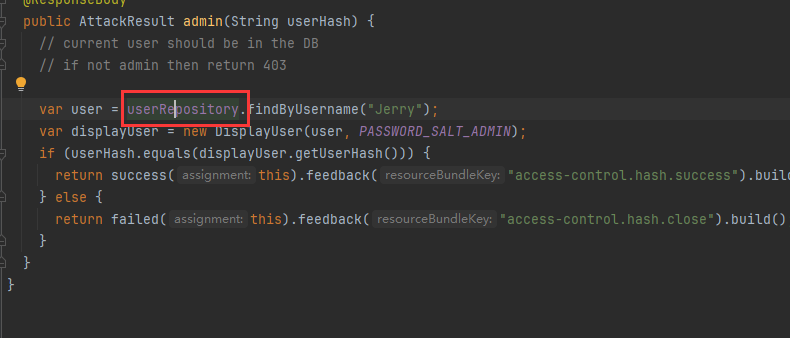 @ResponseBody
public AttackResult admin(String userHash) {
// current user should be in the DB
// if not admin then return 403
var user = userRepository.findByUsername("Jerry");
var displayUser = new DisplayUser(user, PASSWORD_SALT_ADMIN);
if (userHash.equals(displayUser.getUserHash())) {
return success( assignment: this).feedback( resourceBundleKey: "access-control.hash.success").buil
} else {
return failed( assignment: this).feedback( resourceBundleKey: "access-control.hash.close").build()
}
}
}